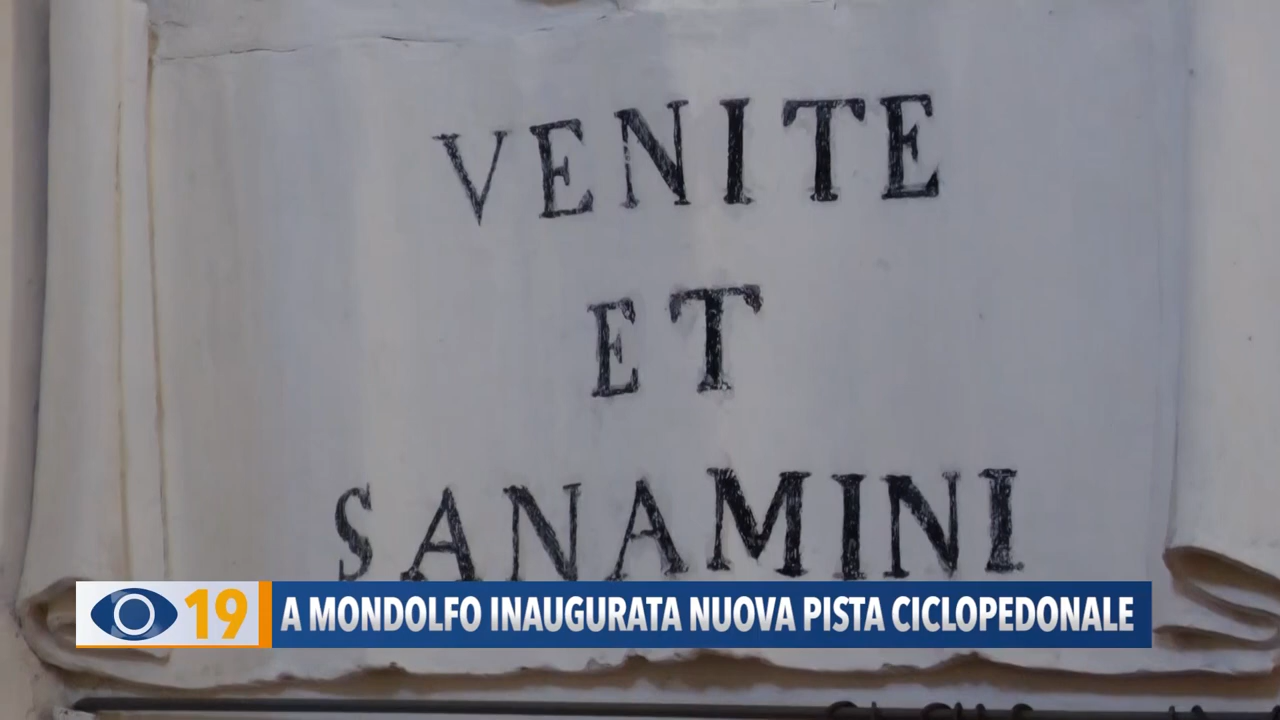 VENITE
ET
SANAMINI
19 A MONDOLFO INAUGURATA NUOVA PISTA CICLOPEDONALE